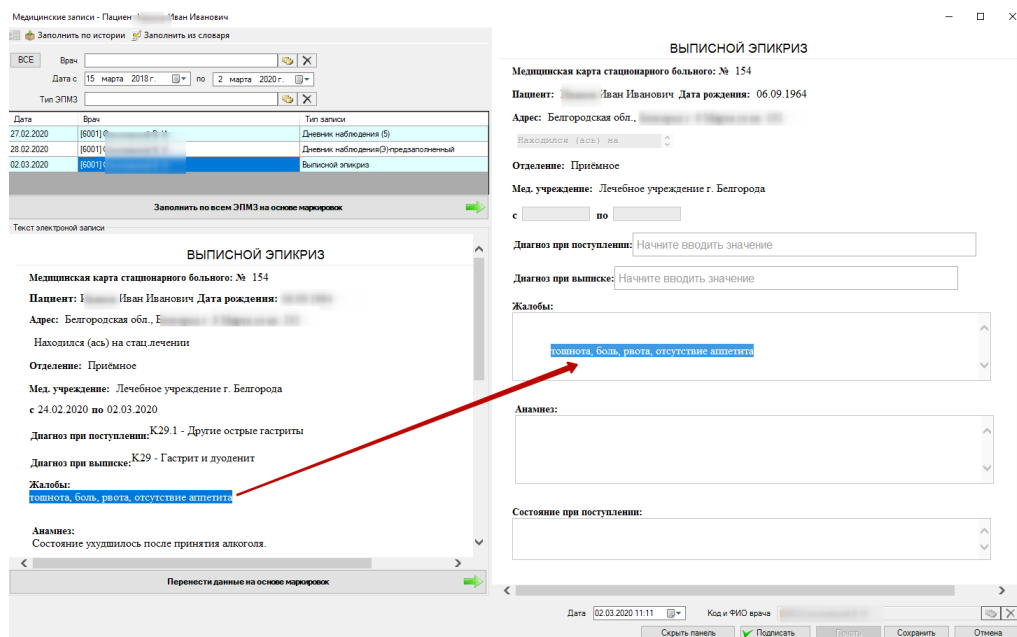 Медицинские записи - Пациент Иван Иванович
Заполнить по истории Заполнить из словаря
ВСЕ Врач
Дата с 15 марта 2018 г. по 2 марта 2020 г.
Тип ЭПМЗ
Дата Врач Тип записи
27.02.2020 [6001] Дневник наблюдения (5)
28.02.2020 [6001] Дневник наблюдения(Э)-предзаполненный
02.03.2020 [6001] Выписной эпикриз
Заполнить по всем ЭПМЗ на основе маркировок
Текст электроной записи
ВЫПИСНОЙ ЭПИКРИЗ
Медицинская карта стационарного больного: № 154
Пациент: Иван Иванович Дата рождения:
Адрес: Белгородская обл.,
Находился (ась) на стац.лечении
Отделение: Приёмное
Мед. учреждение: Лечебное учреждение г. Белгорода
с 24.02.2020 по 02.03.2020
Диагноз при поступлении: K29.1 - Другие острые гастриты
Диагноз при выписке: K29 - Гастрит и дуоденит
Жалобы:
тошнота, боль, рвота, отсутствие аппетита
Анамнез:
Состояние ухудшилось после принятия алкоголя.
Перенести данные на основе маркировок
ВЫПИСНОЙ ЭПИКРИЗ
Медицинская карта стационарного больного: № 154
Пациент: Иван Иванович Дата рождения: 06.09.1964
Адрес: Белгородская обл.,
Находился (ась) на
Отделение: Приёмное
Мед. учреждение: Лечебное учреждение г. Белгорода
с по
Диагноз при поступлении: Начните вводить значение
Диагноз при выписке: Начните вводить значение
Жалобы:
тошнота, боль, рвота, отсутствие аппетита
Анамнез:
Состояние при поступлении:
Дата 02.03.2020 11:11 Код и ФИО врача
Скрыть панель Подписать Печать Сохранить Отмена